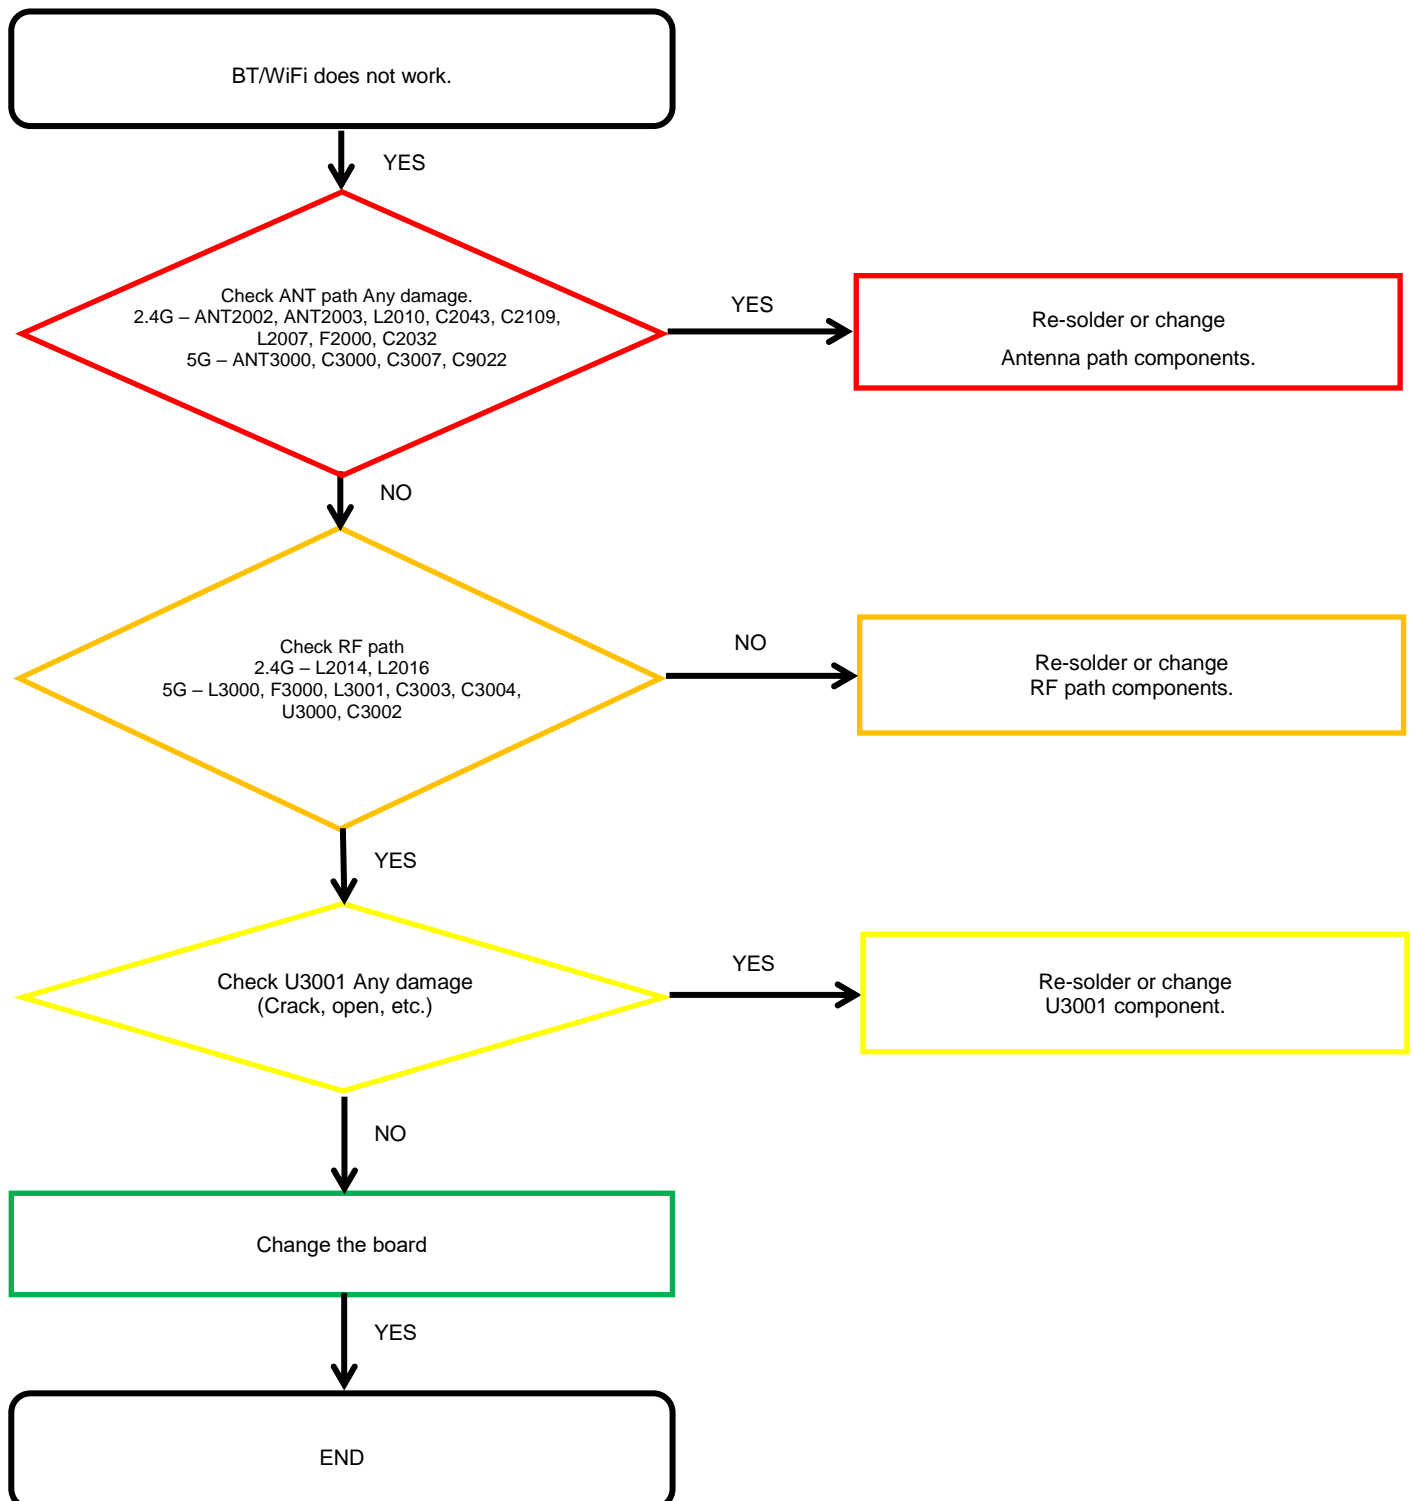 BT/WiFi does not work.
YES
Check ANT path Any damage.
2.4G – ANT2002, ANT2003, L2010, C2043, C2109,
L2007, F2000, C2032
5G – ANT3000, C3000, C3007, C9022
YES
Re-solder or change
Antenna path components.
NO
Check RF path
2.4G – L2014, L2016
5G – L3000, F3000, L3001, C3003, C3004,
U3000, C3002
NO
Re-solder or change
RF path components.
YES
Check U3001 Any damage
(Crack, open, etc.)
YES
Re-solder or change
U3001 component.
NO
Change the board
YES
END